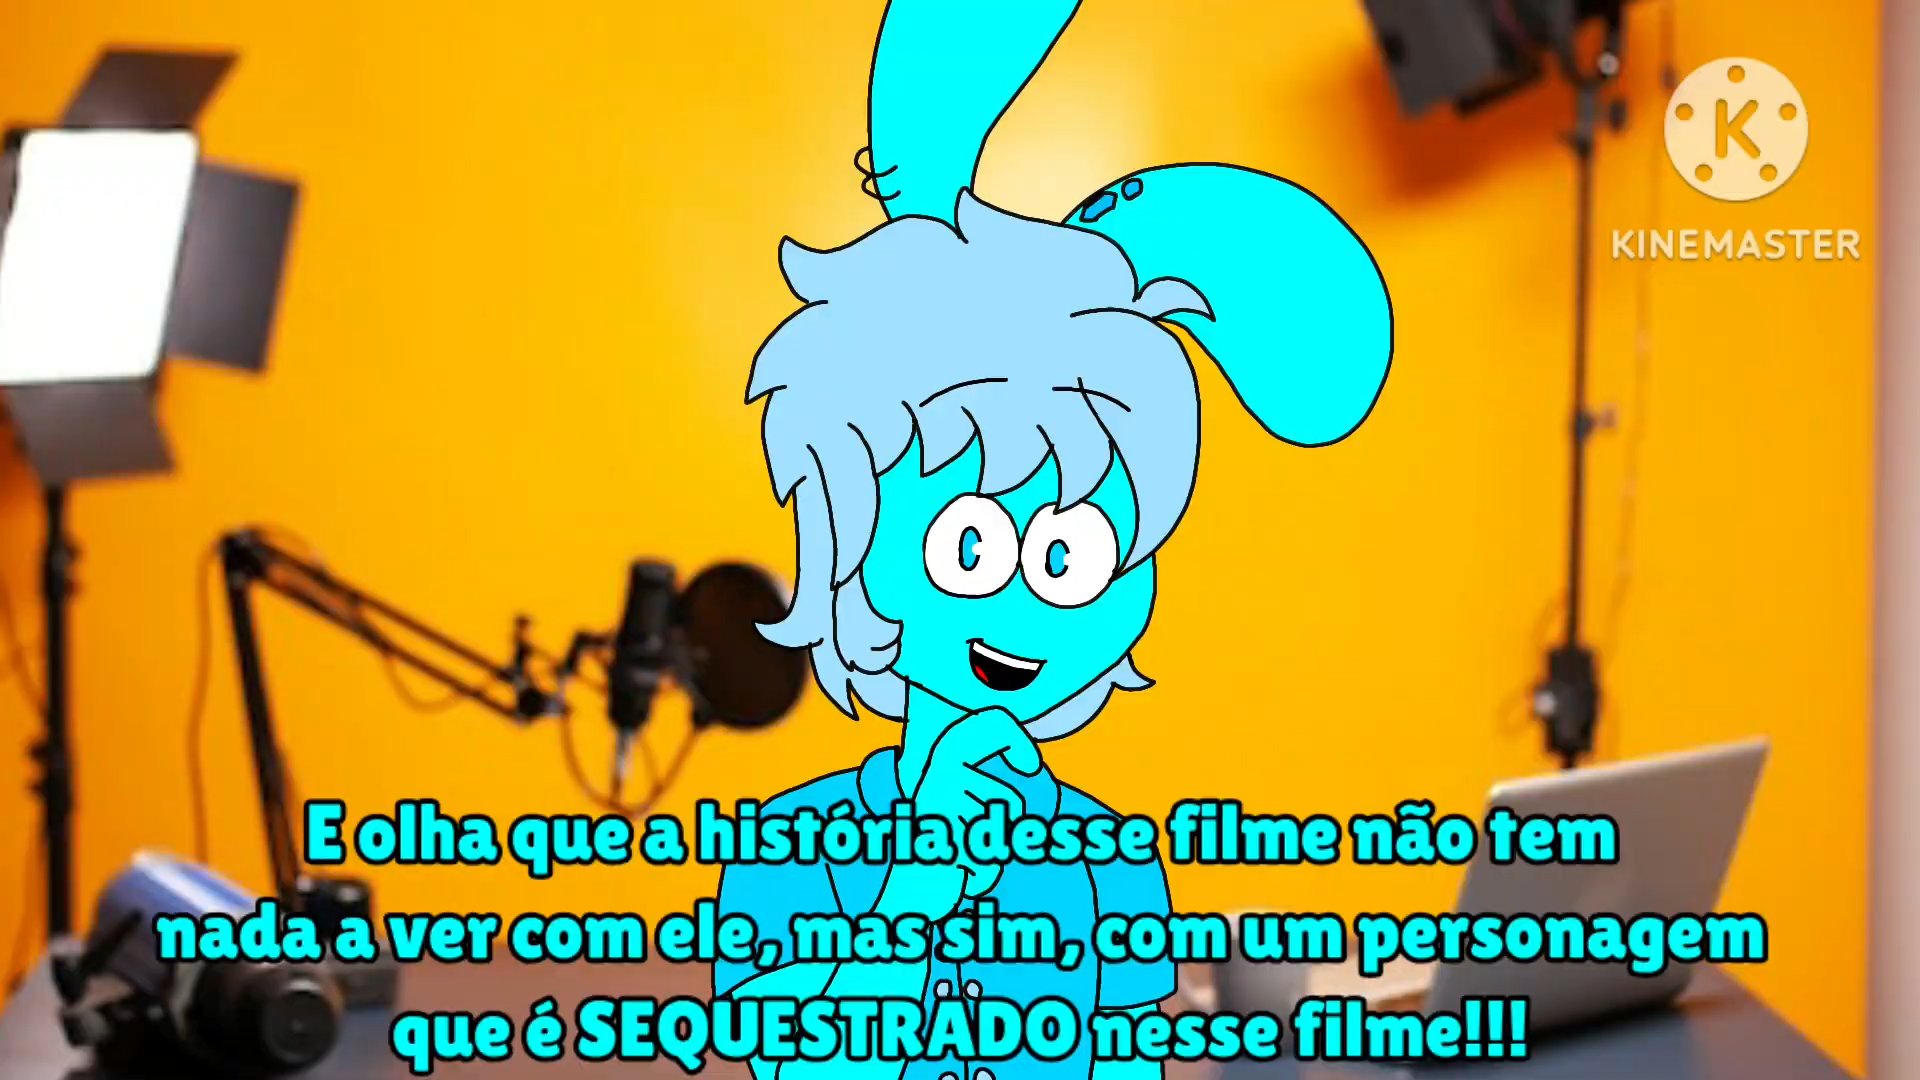 K
KINEMASTER
E olha que a história desse filme não tem
nada a ver com ele, mas sim, com um personagem
que é SEQUESTRADO nesse filme!!!